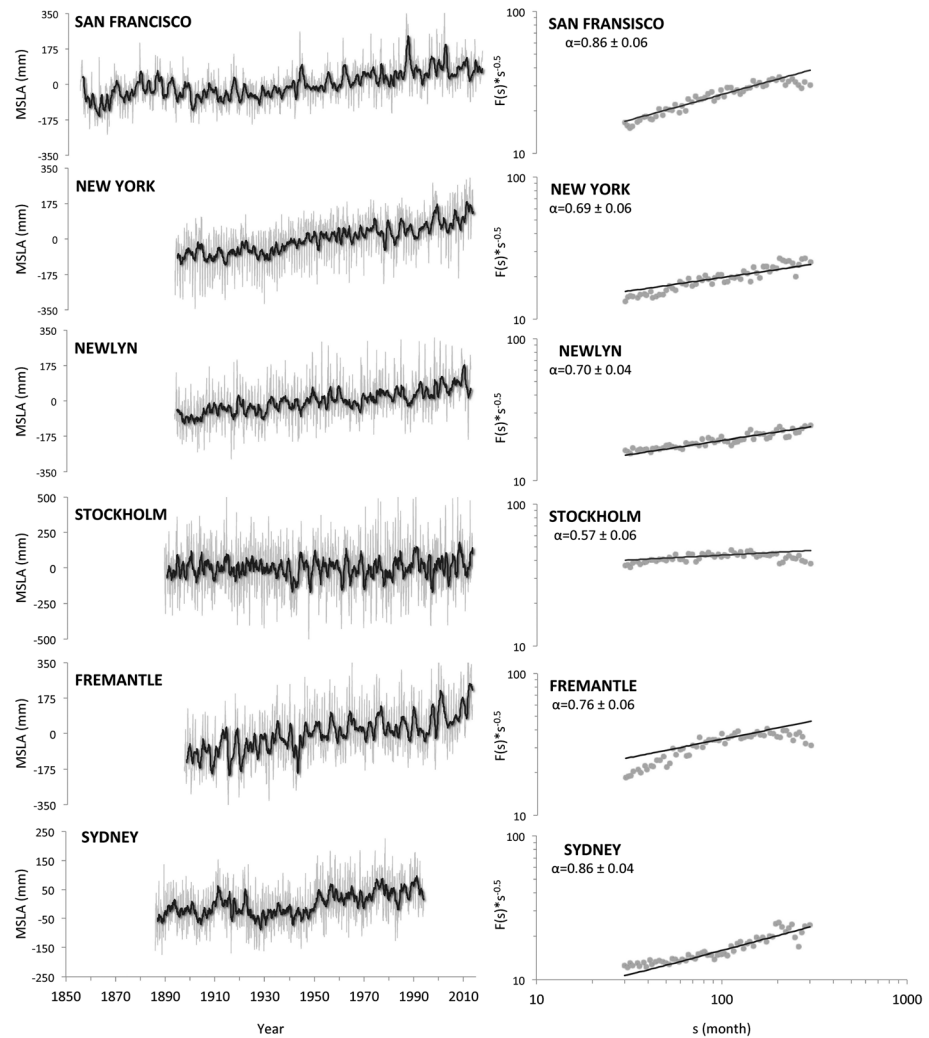 SAN FRANCISCO
MSLA (mm)
350
175
0
-175
350
SAN FRANSISCO
α=0.86 ± 0.06
F(s)*s-0.5
100
10
NEW YORK
MSLA (mm)
350
175
0
-175
-350
NEW YORK
α=0.69 ± 0.06
F(s)*s-0.5
100
10
NEWLYN
MSLA (mm)
350
175
0
-175
-350
NEWLYN
α=0.70 ± 0.04
F(s)*s-0.5
100
10
STOCKHOLM
MSLA (mm)
500
250
0
-250
-500
STOCKHOLM
α=0.57 ± 0.06
F(s)*s-0.5
100
10
FREMANTLE
MSLA (mm)
350
175
0
-175
-350
FREMANTLE
α=0.76 ± 0.06
F(s)*s-0.5
100
10
SYDNEY
MSLA (mm)
250
150
50
-50
-150
-250
1850 1870 1890 1910 1930 1950 1970 1990 2010
Year
SYDNEY
α=0.86 ± 0.04
F(s)*s-0.5
100
10
10 100 1000
s (month)